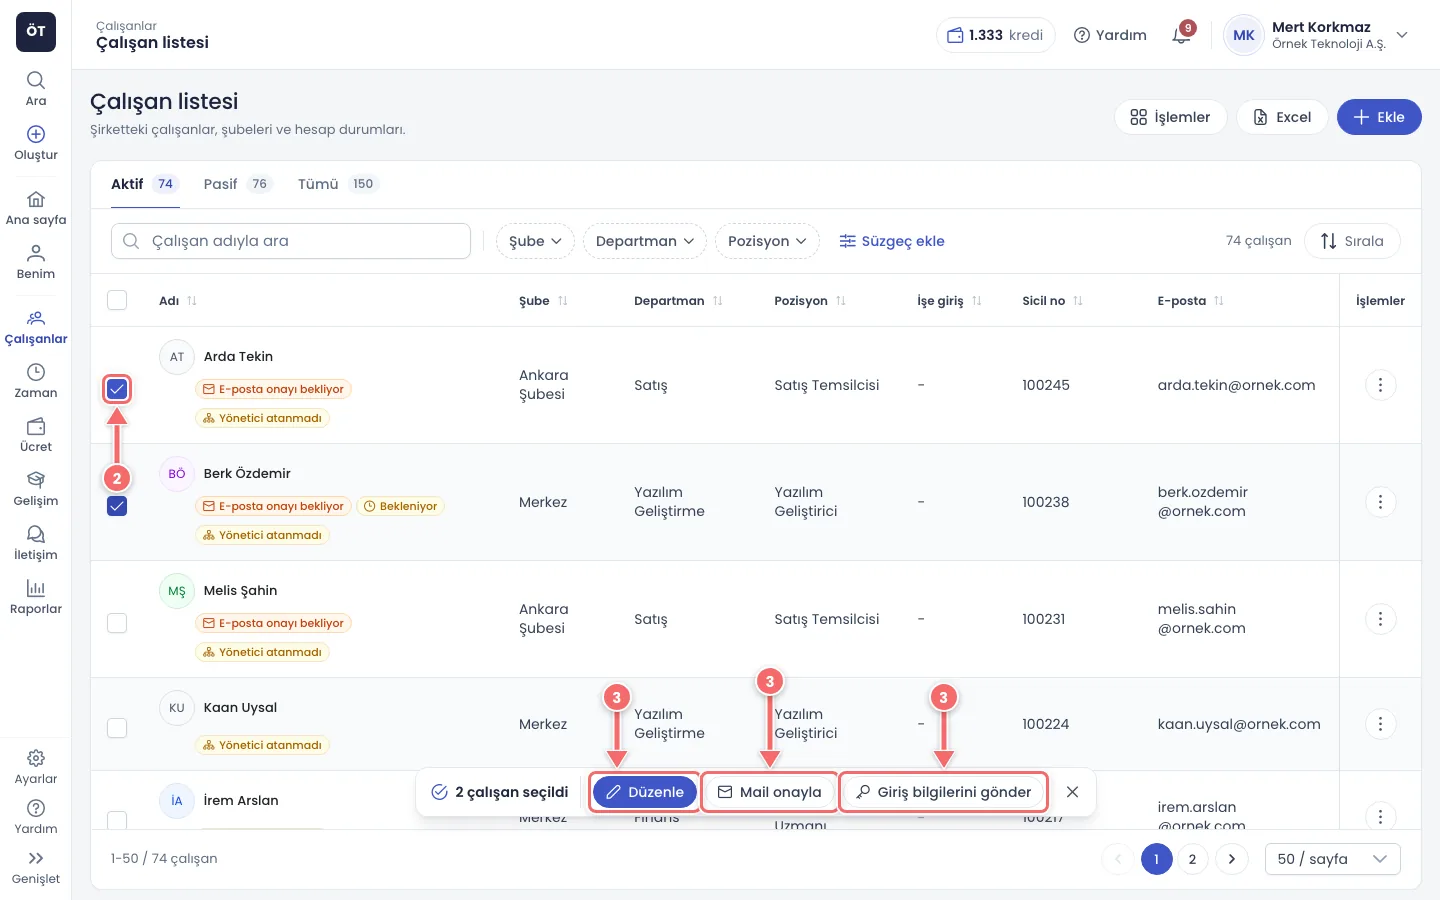 ÖT
Ara
Oluştur
Ana sayfa
Benim
Çalışanlar
Zaman
Ücret
Gelişim
İletişim
Raporlar
Ayarlar
Yardım
Genişlet
Çalışanlar
Çalışan listesi
1.333 kredi
Yardım
9
MK
Mert Korkmaz
Örnek Teknoloji A.Ş.
Çalışan listesi
Şirketteki çalışanlar, şubeleri ve hesap durumları.
İşlemler
Excel
Ekle
Aktif 74
Pasif 76
Tümü 150
Çalışan adıyla ara
Şube
Departman
Pozisyon
Süzgeç ekle
74 çalışan
Sırala
Adı
Şube
Departman
Pozisyon
İşe giriş
Sicil no
E-posta
İşlemler
AT
Arda Tekin
E-posta onayı bekliyor
Yönetici atanmadı
Ankara
Şubesi
Satış
Satış Temsilcisi
-
100245
arda.tekin@ornek.com
2
BÖ
Berk Özdemir
E-posta onayı bekliyor
Bekleniyor
Yönetici atanmadı
Merkez
Yazılım
Geliştirme
Yazılım
Geliştirici
-
100238
berk.ozdemir
@ornek.com
MŞ
Melis Şahin
E-posta onayı bekliyor
Yönetici atanmadı
Ankara
Şubesi
Satış
Satış Temsilcisi
-
100231
melis.sahin
@ornek.com
3
3
3
KU
Kaan Uysal
Yönetici atanmadı
Merkez
Yazılım
Geliştirme
Yazılım
Geliştirici
-
100224
kaan.uysal@ornek.com
İA
İrem Arslan
Merkez
Finans
Uzmanı
-
100217
irem.arslan
@ornek.com
2 çalışan seçildi
Düzenle
Mail onayla
Giriş bilgilerini gönder
1-50 / 74 çalışan
1
2
50 / sayfa